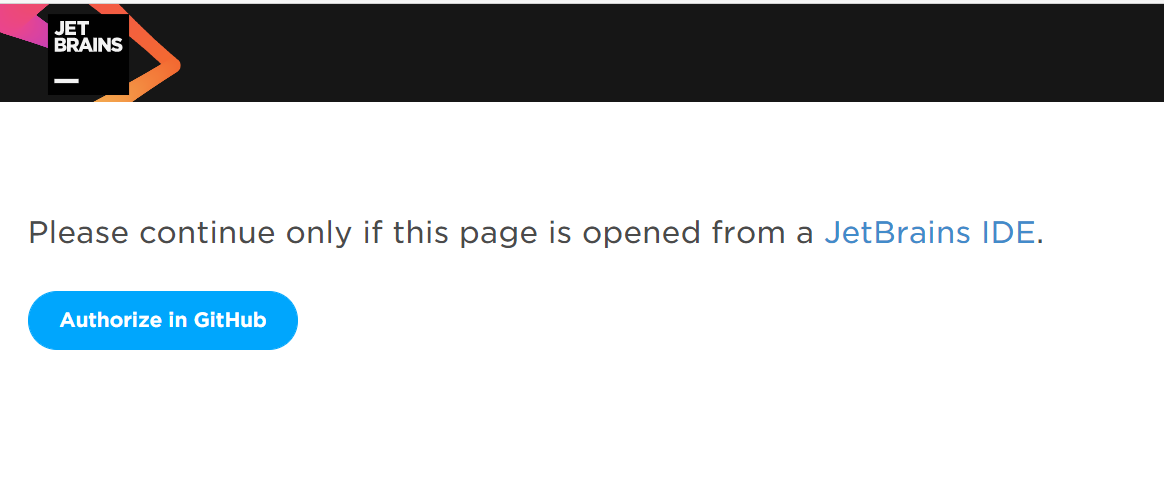 JET
BRAINS
Please continue only if this page is opened from a JetBrains IDE.
Authorize in GitHub